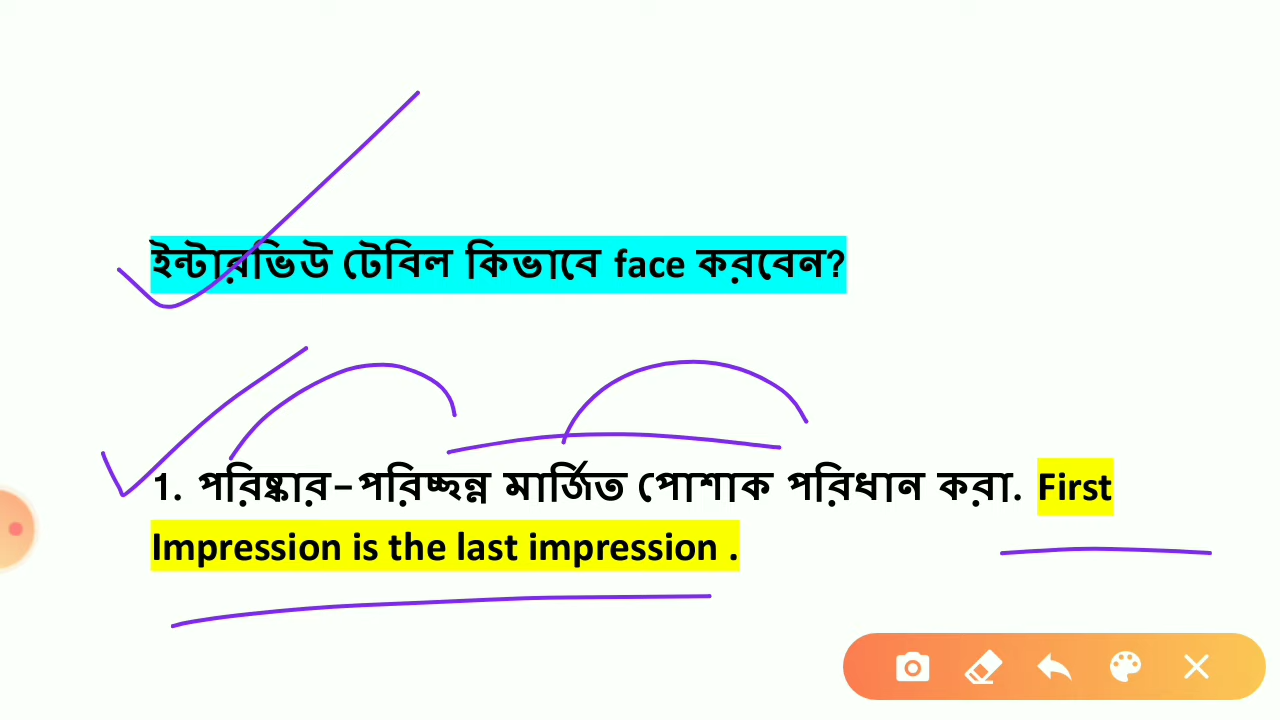 ইন্টারভিউ টেবিল কিভাবে face করবেন?
1. পরিষ্কার-পরিচ্ছন্ন মার্জিত পোশাক পরিধান করা. First
Impression is the last impression .